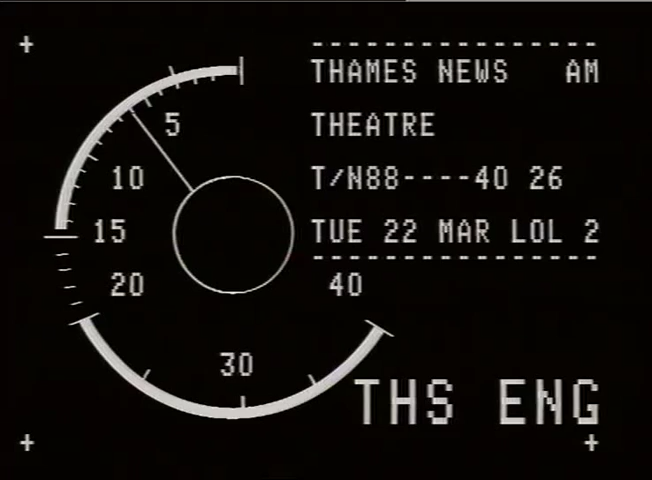 THAMES NEWS AM
THEATRE
T/N88----40 26
TUE 22 MAR LOL 2
5
10
15
20
30
40
THS ENG